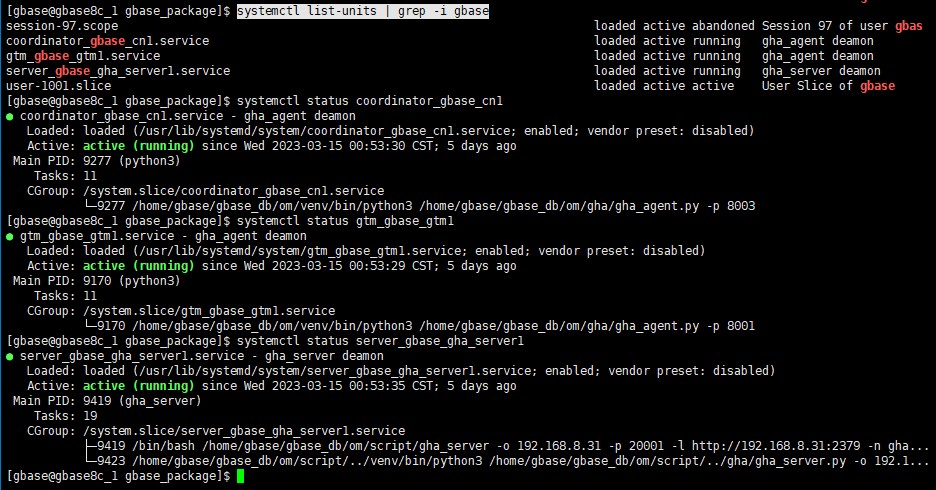 [gbase@gbase8c_1 gbase_package]$ systemctl list-units | grep -i gbase
session-97.scope loaded active abandoned Session 97 of user gbas
coordinator_gbase_cn1.service loaded active running gha_agent deamon
gtm_gbase_gtm1.service loaded active running gha_agent deamon
server_gbase_gha_server1.service loaded active running gha_server deamon
user-1001.slice loaded active active User Slice of gbase
[gbase@gbase8c_1 gbase_package]$ systemctl status coordinator_gbase_cn1
● coordinator_gbase_cn1.service - gha_agent deamon
Loaded: loaded (/usr/lib/systemd/system/coordinator_gbase_cn1.service; enabled; vendor preset: disabled)
Active: active (running) since Wed 2023-03-15 00:53:30 CST; 5 days ago
Main PID: 9277 (python3)
Tasks: 11
CGroup: /system.slice/coordinator_gbase_cn1.service
└─9277 /home/gbase/gbase_db/om/venv/bin/python3 /home/gbase/gbase_db/om/gha/gha_agent.py -p 8003
[gbase@gbase8c_1 gbase_package]$ systemctl status gtm_gbase_gtm1
● gtm_gbase_gtm1.service - gha_agent deamon
Loaded: loaded (/usr/lib/systemd/system/gtm_gbase_gtm1.service; enabled; vendor preset: disabled)
Active: active (running) since Wed 2023-03-15 00:53:29 CST; 5 days ago
Main PID: 9170 (python3)
Tasks: 11
CGroup: /system.slice/gtm_gbase_gtm1.service
└─9170 /home/gbase/gbase_db/om/venv/bin/python3 /home/gbase/gbase_db/om/gha/gha_agent.py -p 8001
[gbase@gbase8c_1 gbase_package]$ systemctl status server_gbase_gha_server1
● server_gbase_gha_server1.service - gha_server deamon
Loaded: loaded (/usr/lib/systemd/system/server_gbase_gha_server1.service; enabled; vendor preset: disabled)
Active: active (running) since Wed 2023-03-15 00:53:35 CST; 5 days ago
Main PID: 9419 (gha_server)
Tasks: 19
CGroup: /system.slice/server_gbase_gha_server1.service
├─9419 /bin/bash /home/gbase/gbase_db/om/script/gha_server -o 192.168.8.31 -p 20001 -l http://192.168.8.31:2379 -n gha...
└─9423 /home/gbase/gbase_db/om/script/../venv/bin/python3 /home/gbase/gbase_db/om/script/../gha/gha_server.py -o 192.1...
[gbase@gbase8c_1 gbase_package]$